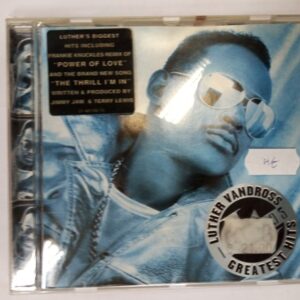 LUTHER'S BIGGEST
HITS INCLUDING
FRANKIE KNUCKLES REMIX OF
"POWER OF LOVE"
AND THE BRAND NEW SONG
"THE THRILL I'M IN"
WRITTEN & PRODUCED BY
JIMMY JAM & TERRY LEWIS
LUTHER VANDROSS
GREATEST HITS